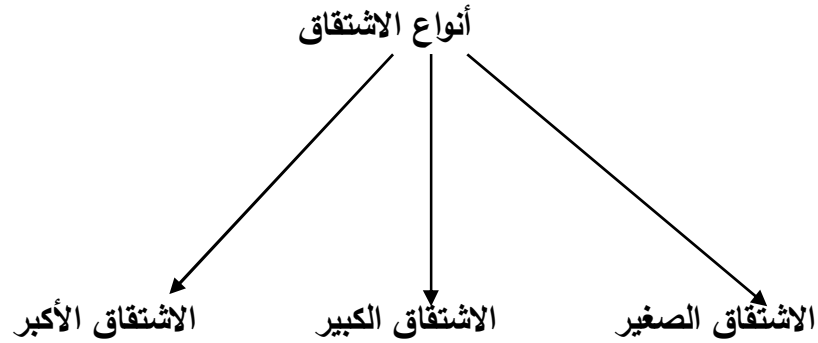 أنواع الاشتقاق
الاشتقاق الصغير
الاشتقاق الكبير
الاشتقاق الأكبر